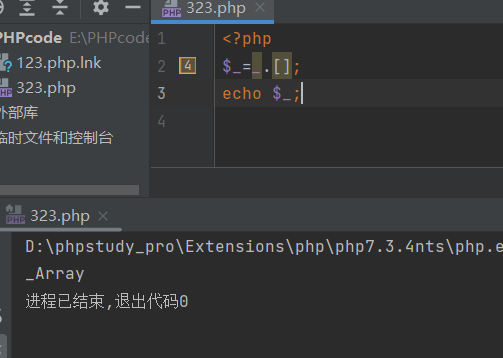 PHPcode E:\PHPcode
123.php.lnk
323.php
外部库
临时文件和控制台
323.php
1 <?php
2 4 $_=_.[];
3 echo $_;
4
323.php
D:\phpstudy_pro\Extensions\php\php7.3.4nts\php.e
_Array
进程已结束,退出代码0